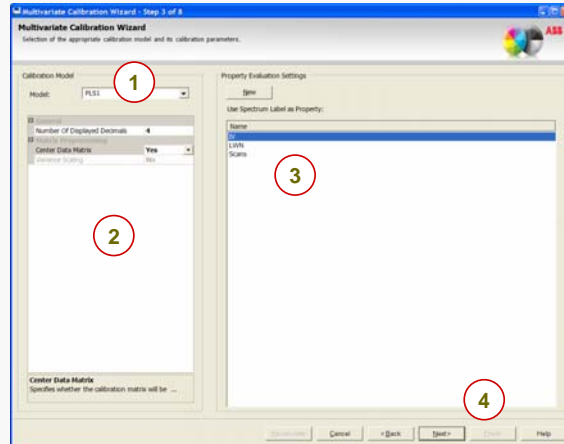 Multivariate Calibration Wizard - Step 3 of 8
Multivariate Calibration Wizard
Selection of the appropriate calibration model and its calibration parameters.
ABB
Calibration Model
Model: PLS1
1
General
Number Of Displayed Decimals 4
Matrix Preprocessing
Center Data Matrix Yes
Variance Scaling No
2
Center Data Matrix
Specifies whether the calibration matrix will be ...
Property Evaluation Settings
New
Use Spectrum Label as Property:
Name
LWN
Scans
3
4
Cancel
< Back
Next >
Finish
Help